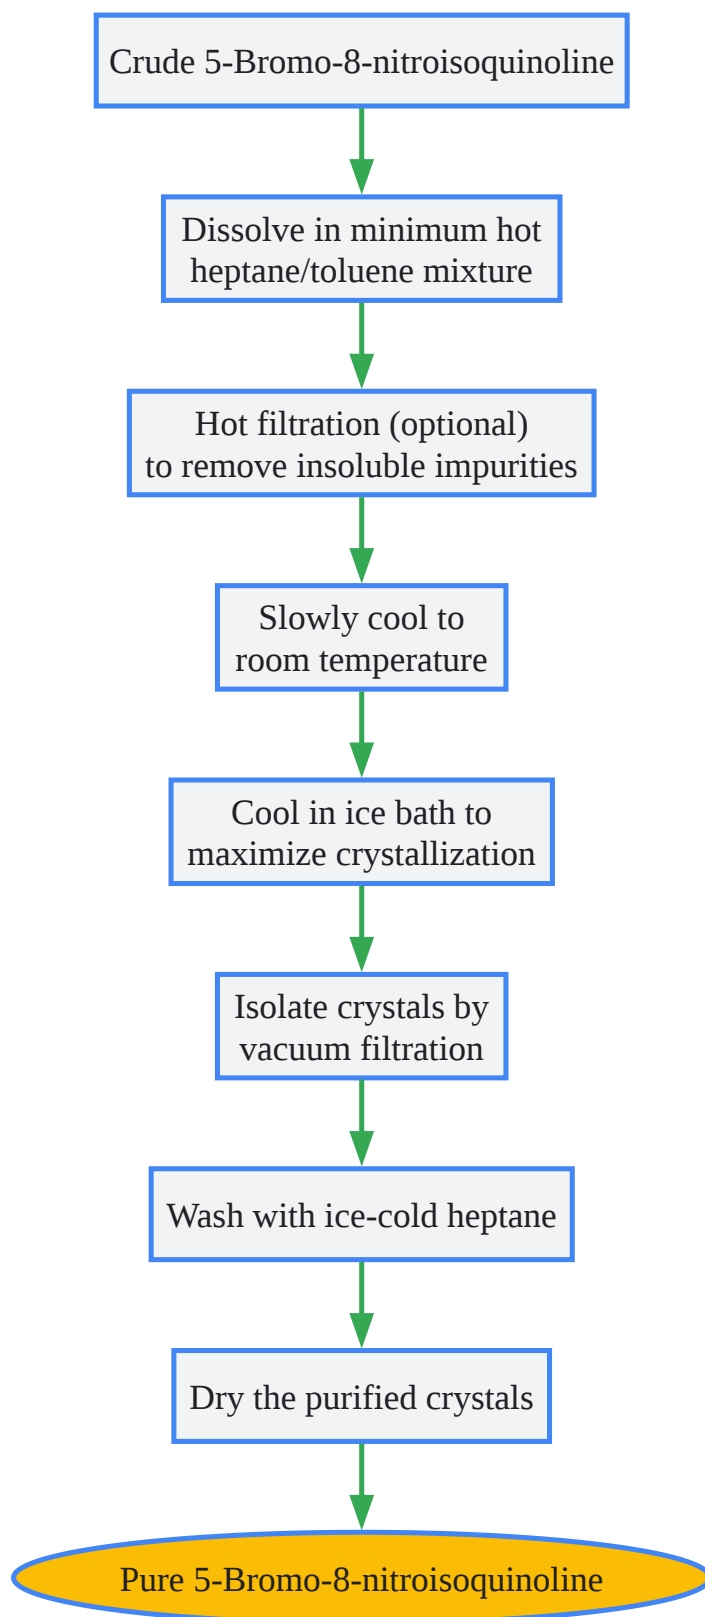 Crude 5-Bromo-8-nitroisoquinoline
Dissolve in minimum hot
heptane/toluene mixture
Hot filtration (optional)
to remove insoluble impurities
Slowly cool to
room temperature
Cool in ice bath to
maximize crystallization
Isolate crystals by
vacuum filtration
Wash with ice-cold heptane
Dry the purified crystals
Pure 5-Bromo-8-nitroisoquinoline